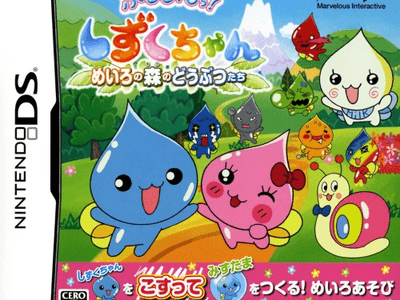 Marvelous Interactive
しずくちゃん
めいろの森のどうぶつたち
NINTENDO DS
しずくちゃん を こすって みずたま をつくる! めいろあそび
CERO